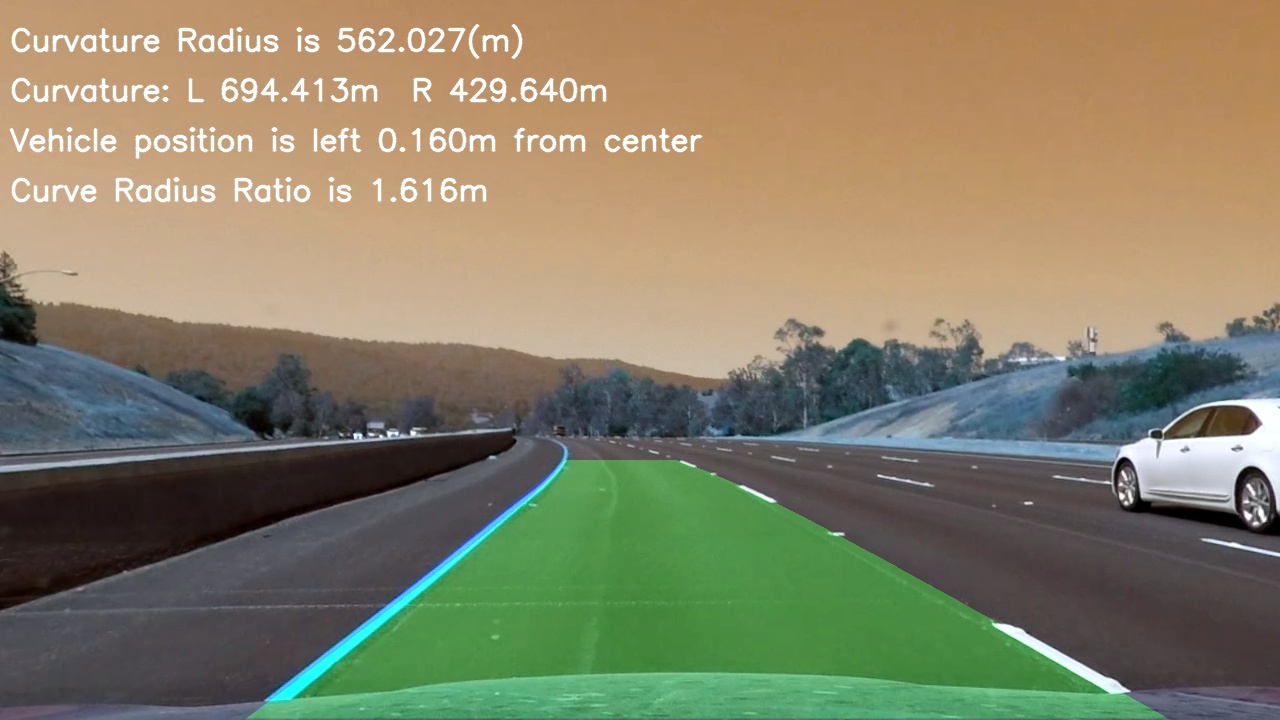 Curvature Radius is 562.027(m)
Curvature: L 694.413m R 429.640m
Vehicle position is left 0.160m from center
Curve Radius Ratio is 1.616m